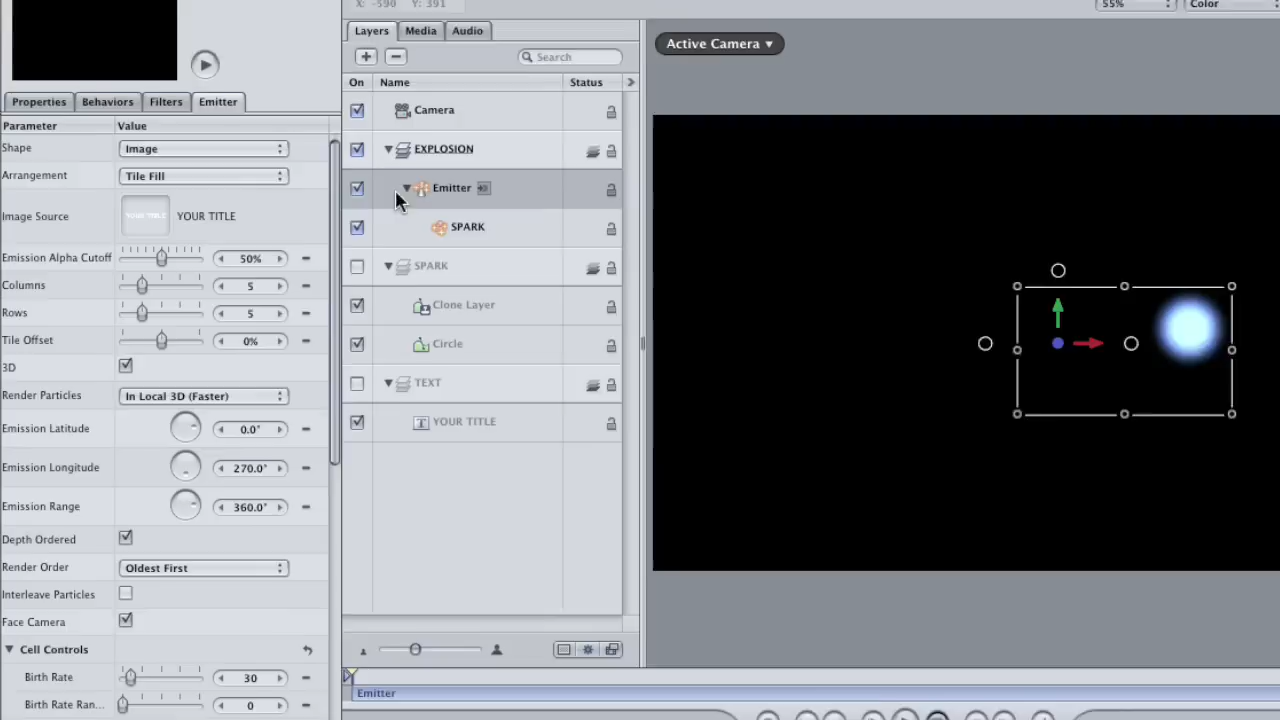 X: -590 Y: 391
55%
Color
Layers
Media
Audio
Active Camera ▾
Search
On
Name
Status
Properties
Behaviors
Filters
Emitter
Camera
Parameter
Value
Shape
Image
EXPLOSION
Arrangement
Tile Fill
Emitter
Image Source
YOUR TITLE
YOUR TITLE
SPARK
Emission Alpha Cutoff
50%
SPARK
Columns
5
Clone Layer
Rows
5
Tile Offset
0%
Circle
3D
TEXT
Render Particles
In Local 3D (Faster)
YOUR TITLE
Emission Latitude
0.0°
Emission Longitude
270.0°
Emission Range
360.0°
Depth Ordered
Render Order
Oldest First
Interleave Particles
Face Camera
Cell Controls
Birth Rate
30
Emitter
Birth Rate Ran...
0